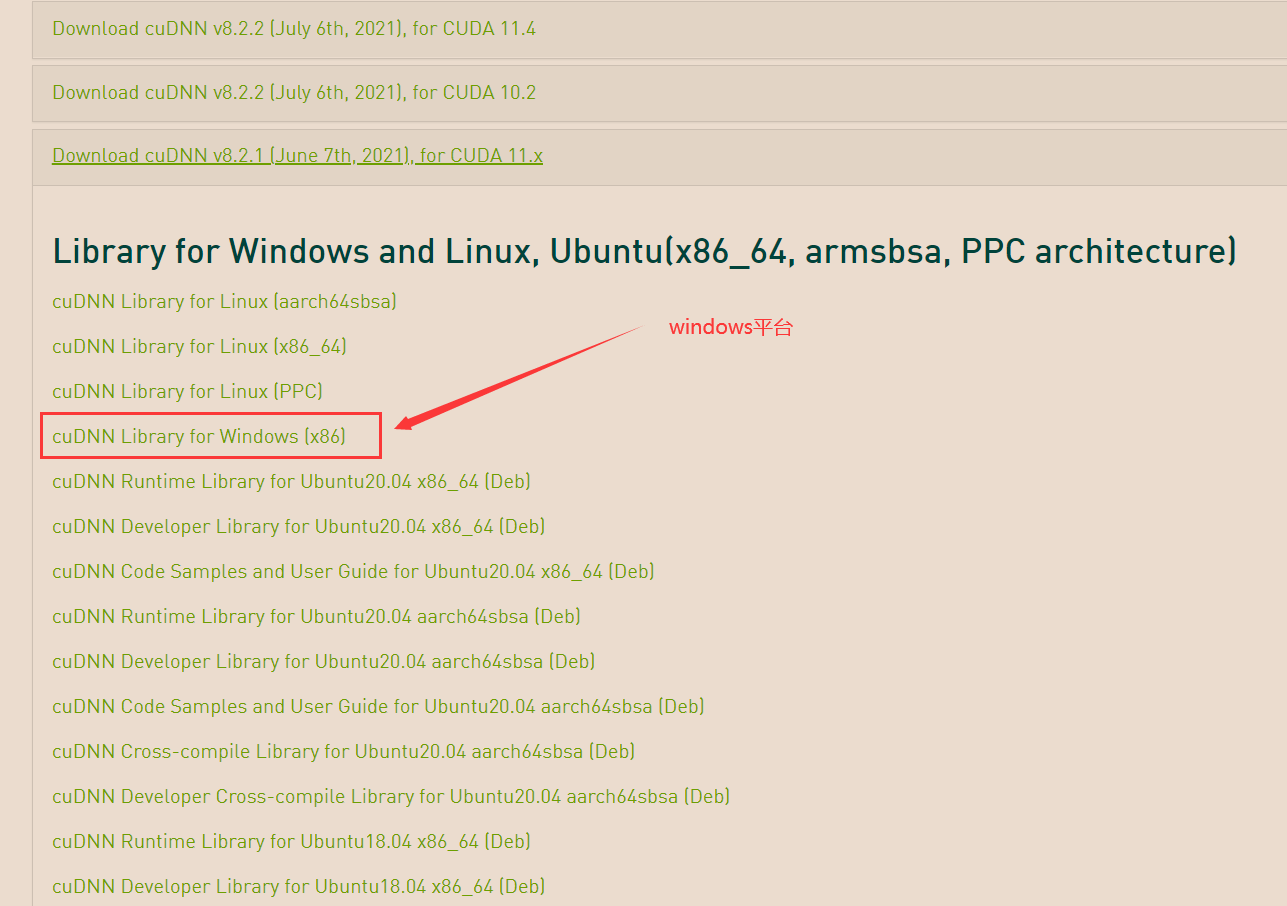 Download cuDNN v8.2.2 (July 6th, 2021), for CUDA 11.4
Download cuDNN v8.2.2 (July 6th, 2021), for CUDA 10.2
Download cuDNN v8.2.1 (June 7th, 2021), for CUDA 11.x
Library for Windows and Linux, Ubuntu(x86_64, armsbsa, PPC architecture)
cuDNN Library for Linux (aarch64sbsa)
windows平台
cuDNN Library for Linux (x86_64)
cuDNN Library for Linux (PPC)
cuDNN Library for Windows (x86)
cuDNN Runtime Library for Ubuntu20.04 x86_64 (Deb)
cuDNN Developer Library for Ubuntu20.04 x86_64 (Deb)
cuDNN Code Samples and User Guide for Ubuntu20.04 x86_64 (Deb)
cuDNN Runtime Library for Ubuntu20.04 aarch64sbsa (Deb)
cuDNN Developer Library for Ubuntu20.04 aarch64sbsa (Deb)
cuDNN Code Samples and User Guide for Ubuntu20.04 aarch64sbsa (Deb)
cuDNN Cross-compile Library for Ubuntu20.04 aarch64sbsa (Deb)
cuDNN Developer Cross-compile Library for Ubuntu20.04 aarch64sbsa (Deb)
cuDNN Runtime Library for Ubuntu18.04 x86_64 (Deb)
cuDNN Developer Library for Ubuntu18.04 x86_64 (Deb)